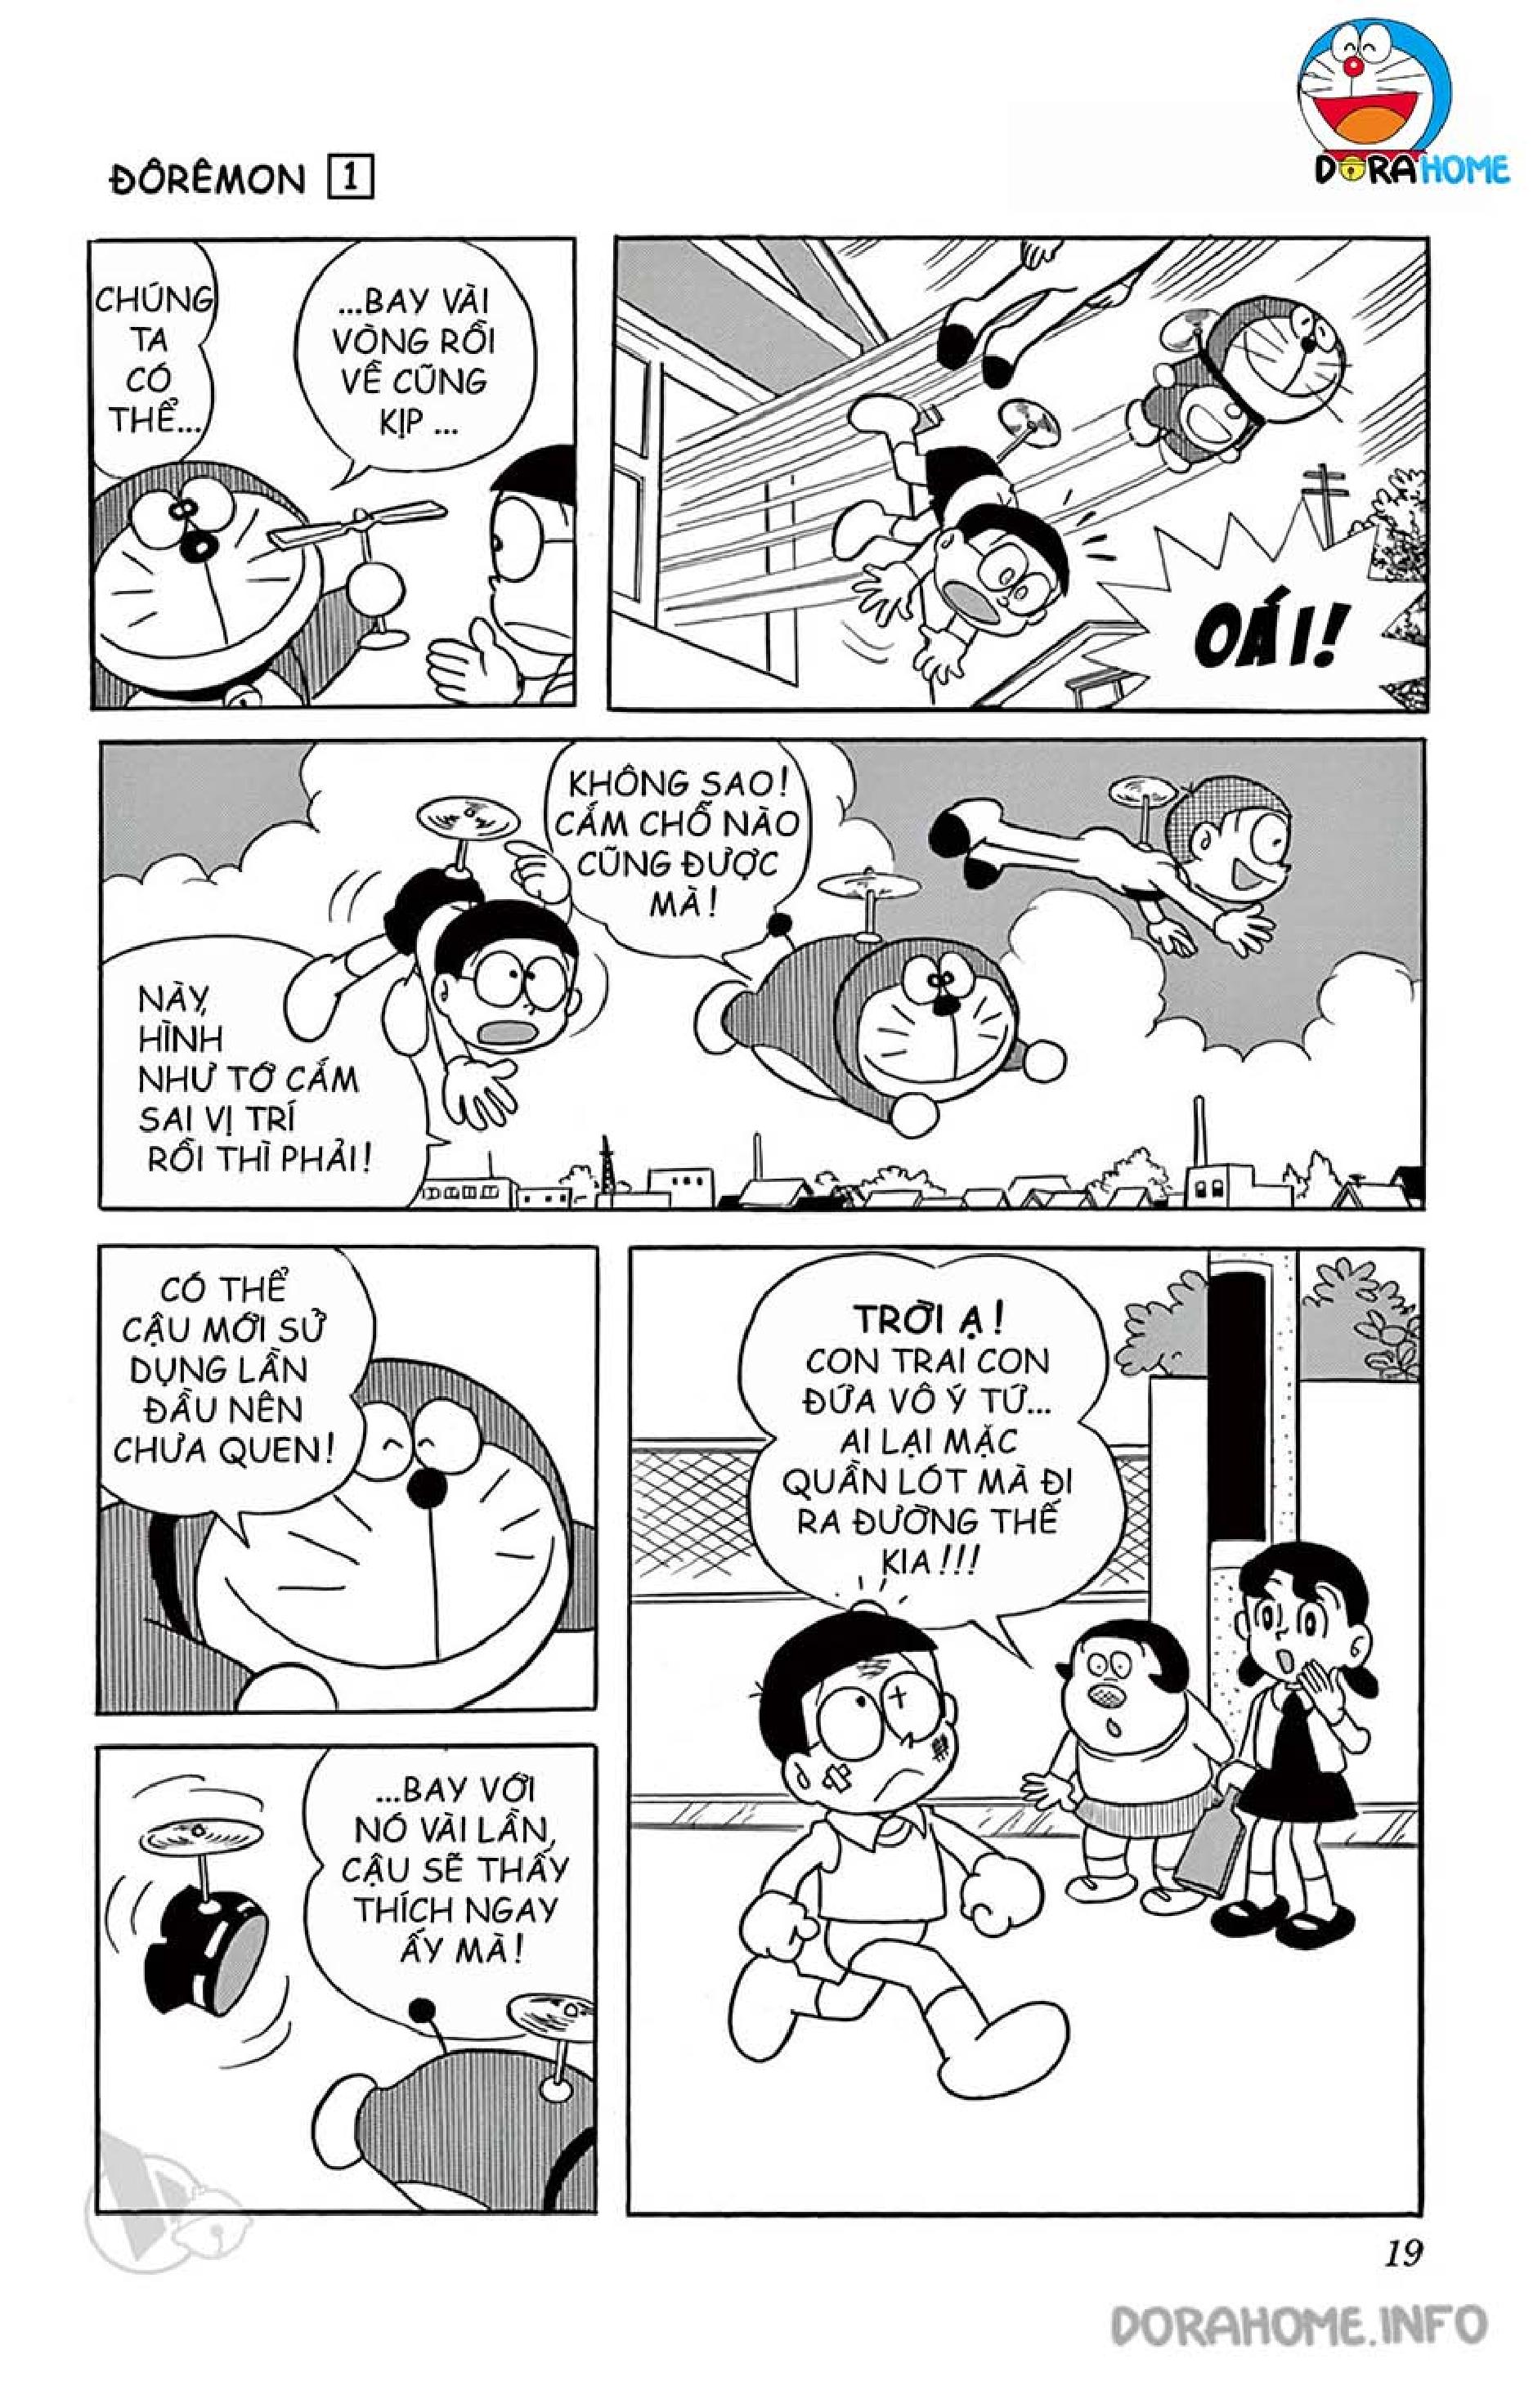 DORAHOME
ĐÔRÊMON 1
CHÚNG
TA
CÓ
THỂ...
...BAY VÀI
VÒNG RỒI
VỀ CŨNG
KỊP ...
OÁI!
KHÔNG SAO!
CẮM CHỖ NÀO
CŨNG ĐƯỢC
MÀ!
NÀY,
HÌNH
NHƯ TỚ CẮM
SAI VỊ TRÍ
RỒI THÌ PHẢI!
CÓ THỂ
CẬU MỚI SỬ
DỤNG LẦN
ĐẦU NÊN
CHƯA QUEN!
...BAY VỚI
NÓ VÀI LẦN,
CẬU SẼ THẤY
THÍCH NGAY
ẤY MÀ!
TRỜI Ạ!
CON TRAI CON
ĐỨA VÔ Ý TỨ...
AI LẠI MẶC
QUẦN LÓT MÀ ĐI
RA ĐƯỜNG THẾ
KIA!!!
19
DORAHOME.INFO